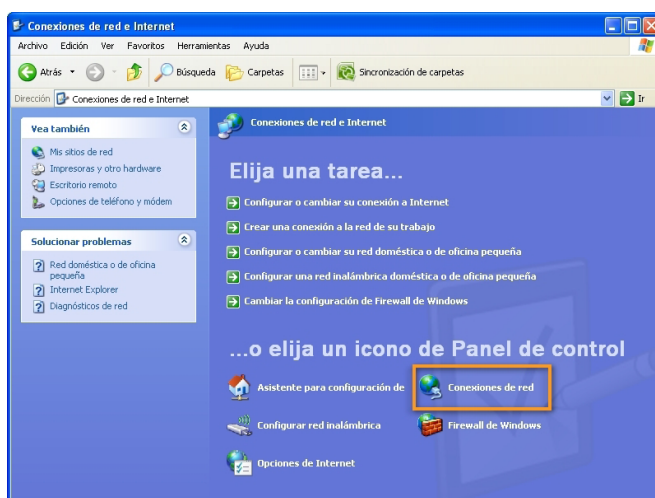 Conexiones de red e Internet
Archivo Edición Ver Favoritos Herramientas Ayuda
Atrás Búsqueda Carpetas Sincronización de carpetas
Dirección Conexiones de red e Internet Ir
Vea también
Mis sitios de red
Impresoras y otro hardware
Escritorio remoto
Opciones de teléfono y módem
Solucionar problemas
Red doméstica o de oficina
pequeña
Internet Explorer
Diagnósticos de red
Conexiones de red e Internet
Elija una tarea...
Configurar o cambiar su conexión a Internet
Crear una conexión a la red de su trabajo
Configurar o cambiar su red doméstica o de oficina pequeña
Configurar una red inalámbrica doméstica o de oficina pequeña
Cambiar la configuración de Firewall de Windows
...o elija un icono de Panel de control
Asistente para configuración de Conexiones de red
Configurar red inalámbrica Firewall de Windows
Opciones de Internet